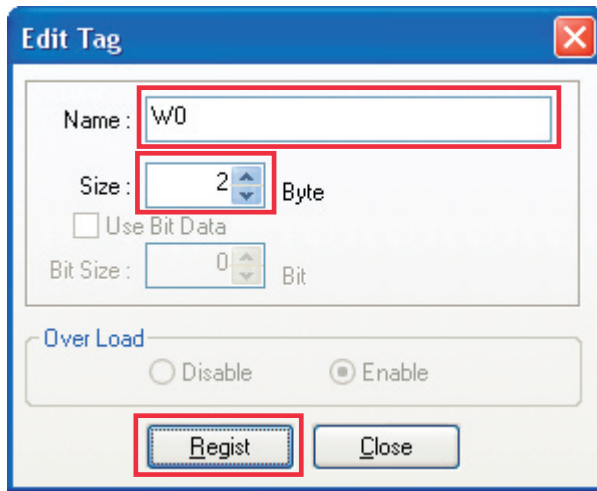 Edit Tag
Name : W0
Size : 2 Byte
Use Bit Data
Bit Size : 0 Bit
Over Load
Disable Enable
Regist Close